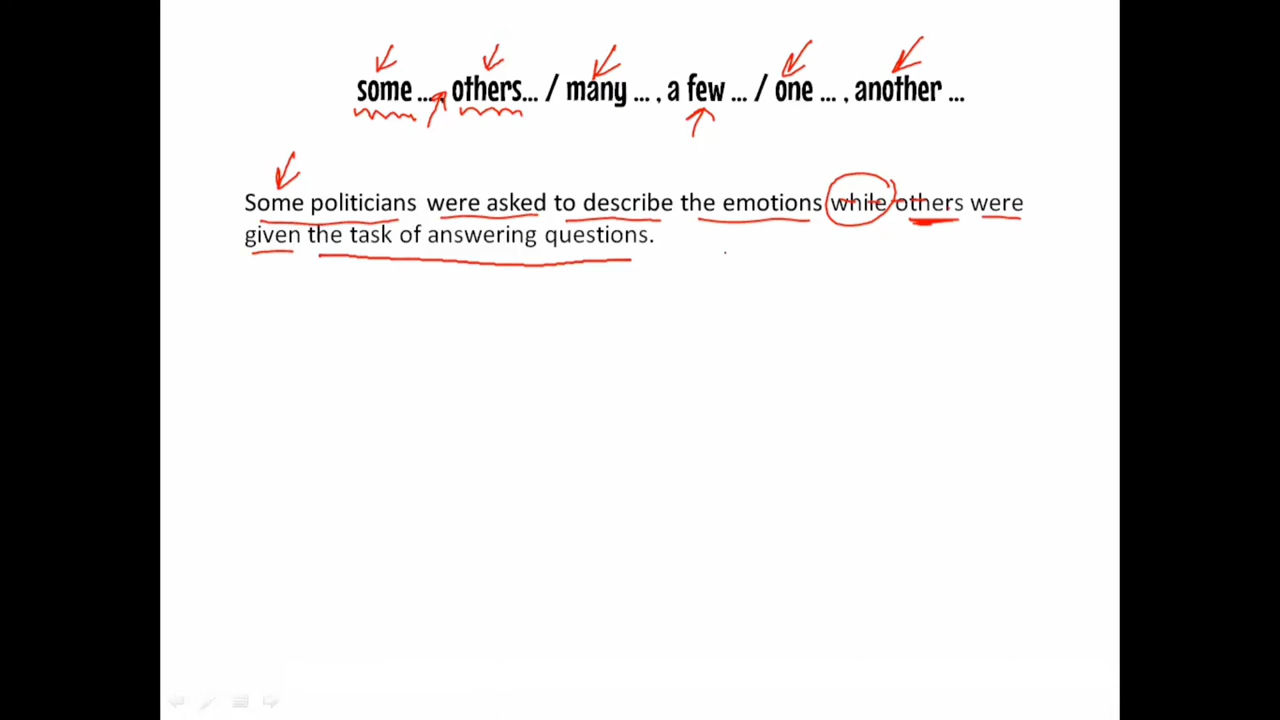 some ... , others... / many ... , a few ... / one ... , another ...
Some politicians were asked to describe the emotions while others were
given the task of answering questions.